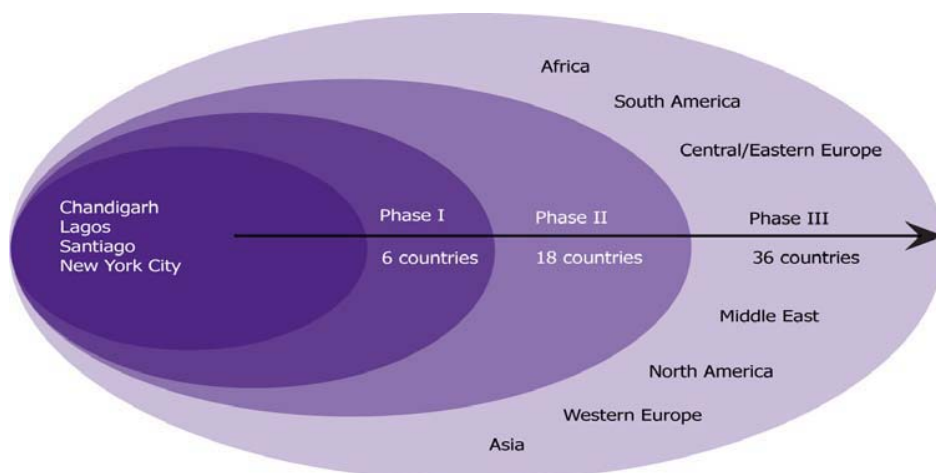 Africa
South America
Central/Eastern Europe
Chandigarh
Lagos
Santiago
New York City
Phase I
6 countries
Phase II
18 countries
Phase III
36 countries
Middle East
North America
Western Europe
Asia